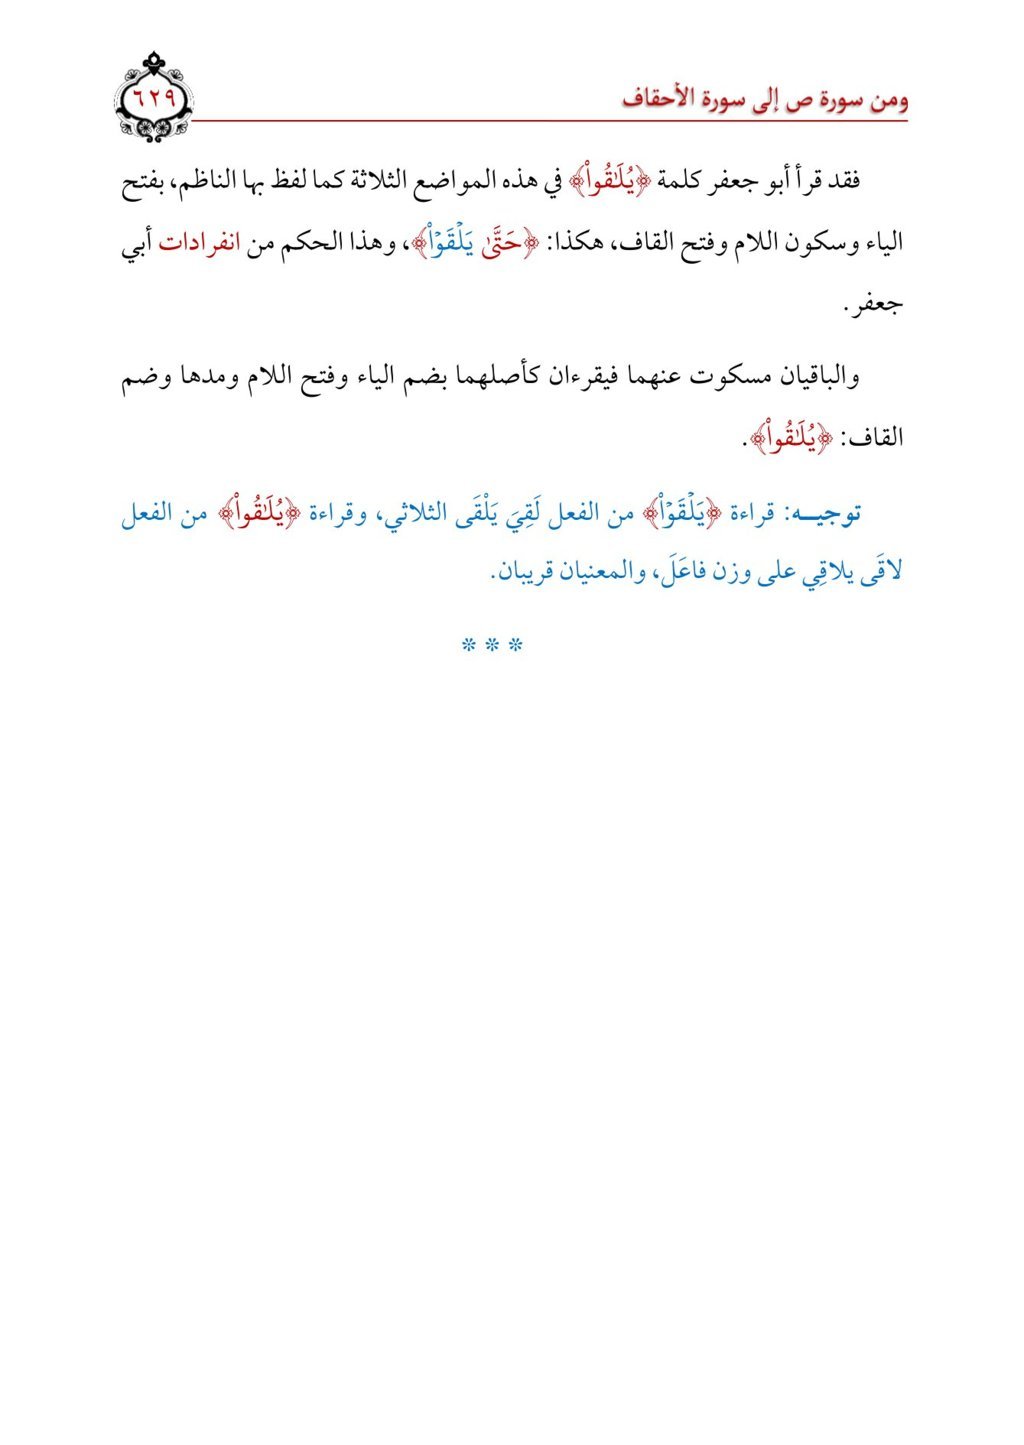 ومن سورة ص إلى سورة الأحقاف
٦٢٩
فقد قرأ أبو جعفر كلمة ﴿يُلَٰقُواْ﴾ في هذه المواضع الثلاثة كما لفظ بها الناظم، بفتح
الياء وسكون اللام وفتح القاف، هكذا: ﴿حَتَّىٰ يَلْقَوْاْ﴾، وهذا الحكم من انفرادات أبي
جعفر.
والباقيان مسكوت عنهما فيقرءان كأصلهما بضم الياء وفتح اللام ومدها وضم
القاف: ﴿يُلَٰقُواْ﴾.
توجيـــه: قراءة ﴿يَلْقَوْاْ﴾ من الفعل لَقِيَ يَلْقَى الثلاثي، وقراءة ﴿يُلَٰقُواْ﴾ من الفعل
لاقَى يلاقِي على وزن فاعَلَ، والمعنيان قريبان.
* * *